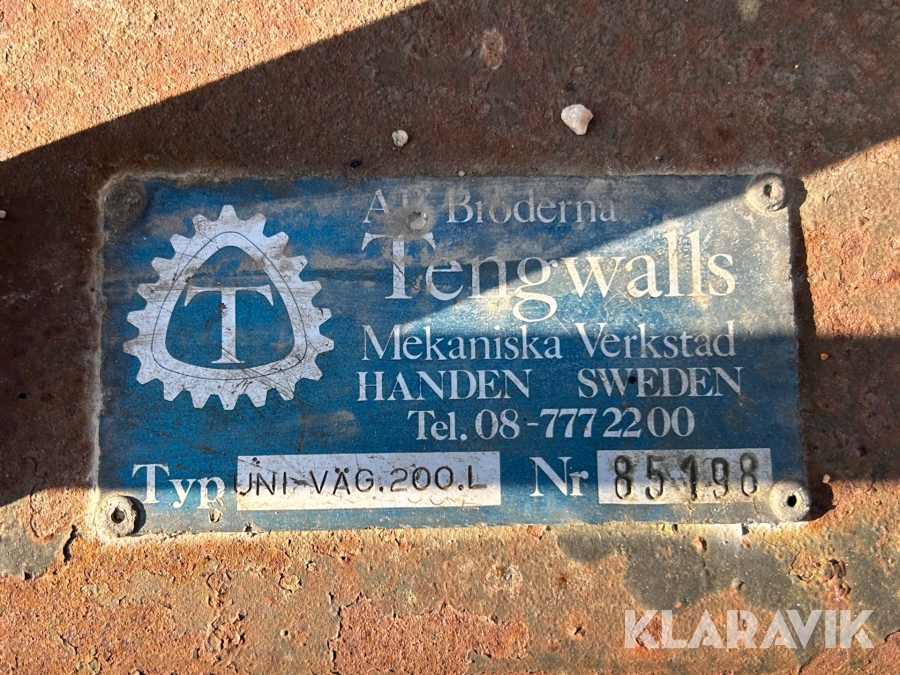 AB Bröderna
Tengwalls
Mekaniska Verkstad
HANDEN SWEDEN
Tel. 08-777 22 00
Typ UNI-VÄG.200.L Nr 85198
T
KLARAVIK